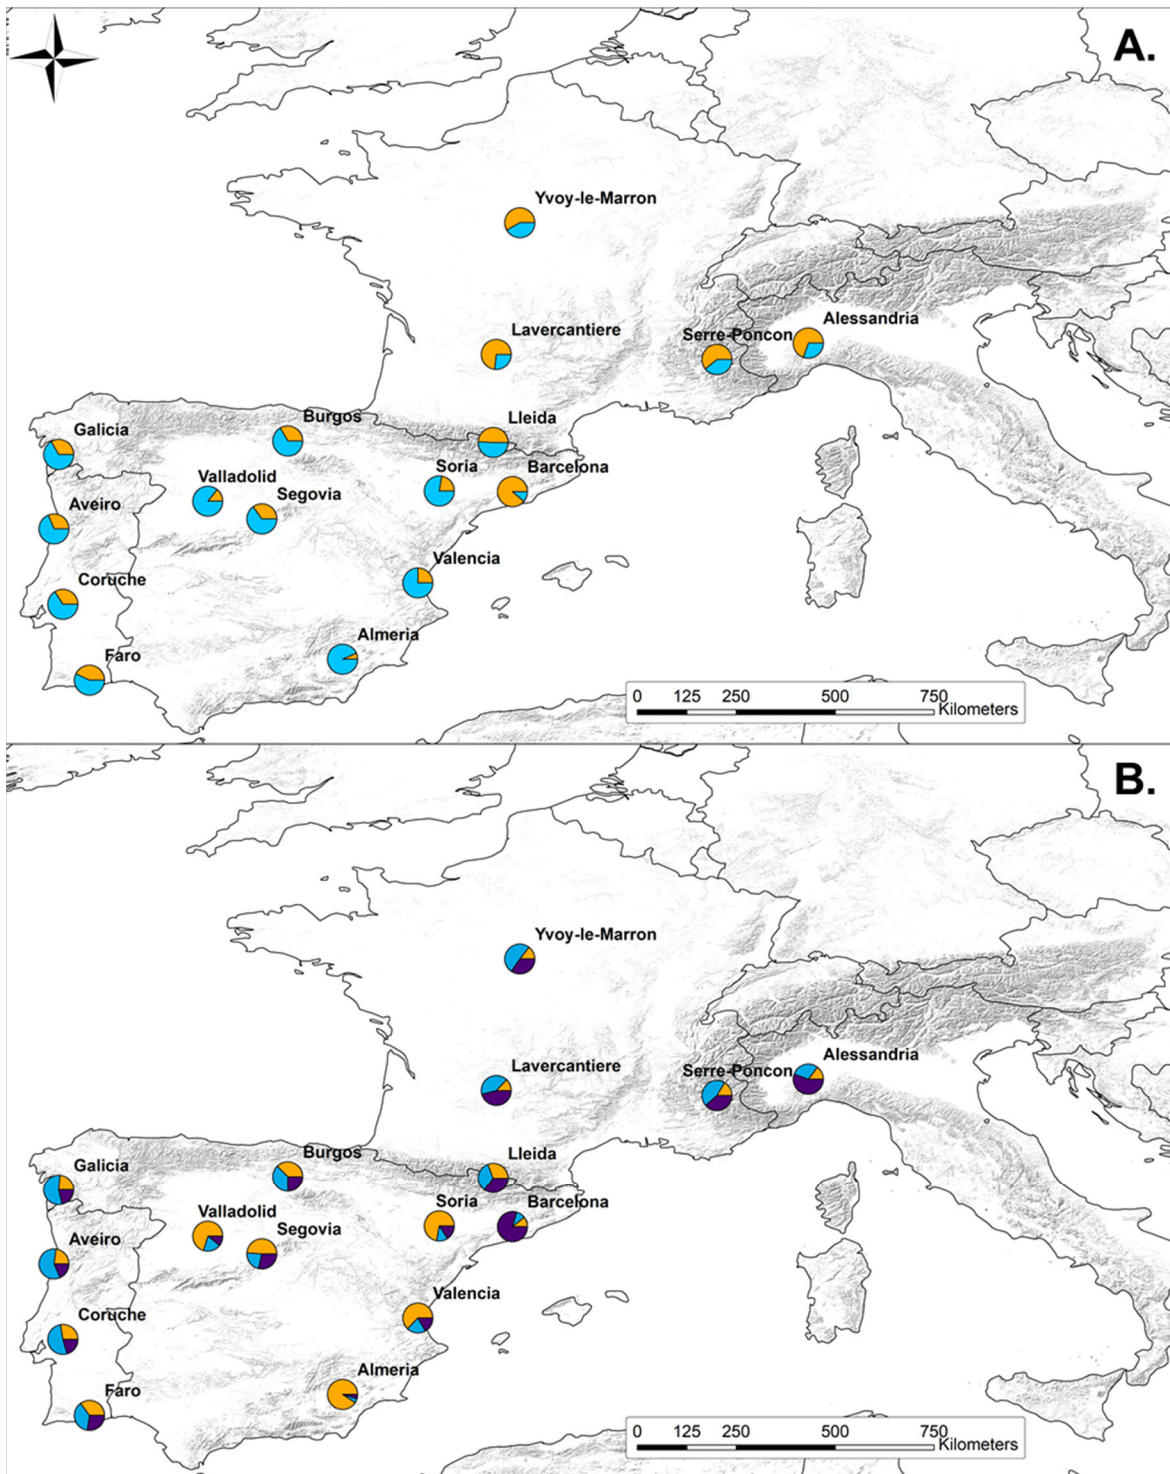 A.
Yvoy-le-Marron
Lavercantiere
Serre-Poncon
Alessandria
Galicia
Burgos
Lleida
Valladolid
Soria
Barcelona
Aveiro
Segovia
Coruche
Valencia
Faro
Almeria
0 125 250 500 750
Kilometers
B.
Yvoy-le-Marron
Lavercantiere
Serre-Poncon
Alessandria
Galicia
Burgos
Lleida
Valladolid
Soria
Barcelona
Aveiro
Segovia
Coruche
Valencia
Faro
Almeria
0 125 250 500 750
Kilometers